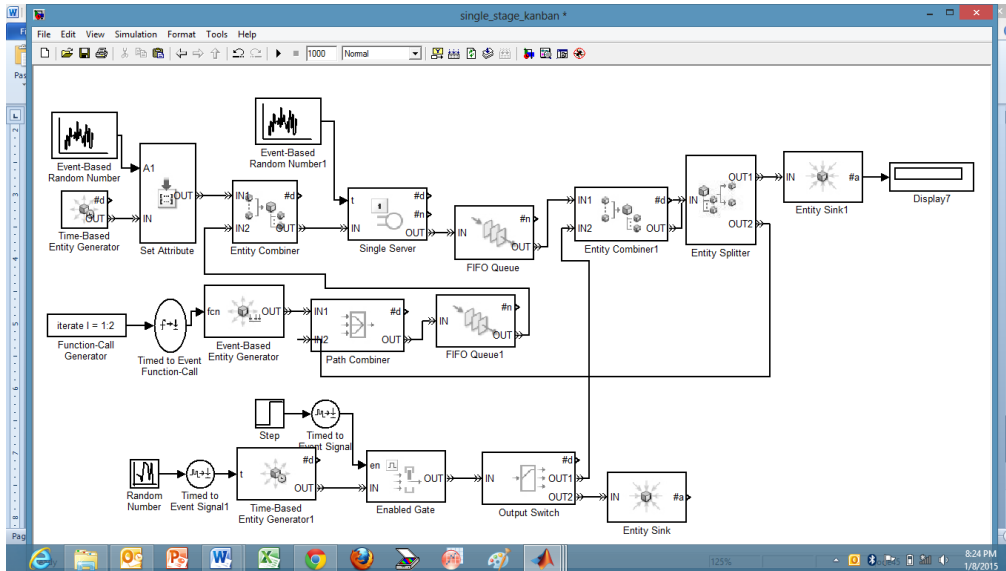 single_stage_kanban *
File Edit View Simulation Format Tools Help
1000 Normal
Event-Based
Random Number
Event-Based
Random Number1
A1
OUT
IN
Set Attribute
#d
OUT
Time-Based
Entity Generator
IN1
IN2
#d
OUT
Entity Combiner
t
IN
#d
#n
OUT
Single Server
IN
#n
OUT
FIFO Queue
IN1
IN2
#d
OUT
Entity Combiner1
IN
OUT1
OUT2
Entity Splitter
IN
#a
Entity Sink1
Display7
iterate I = 1:2
Function-Call
Generator
f
Timed to Event
Function-Call
fcn
OUT
Event-Based
Entity Generator
IN1
IN2
#d
OUT
Path Combiner
IN
#n
OUT
FIFO Queue1
Step
Timed to
Event Signal
Random
Number
Timed to
Event Signal1
t
#d
OUT
Time-Based
Entity Generator1
en
IN
OUT
Enabled Gate
IN
#d
OUT1
OUT2
Output Switch
IN
#a
Entity Sink
Pag
125%
8:24 PM
1/8/2015